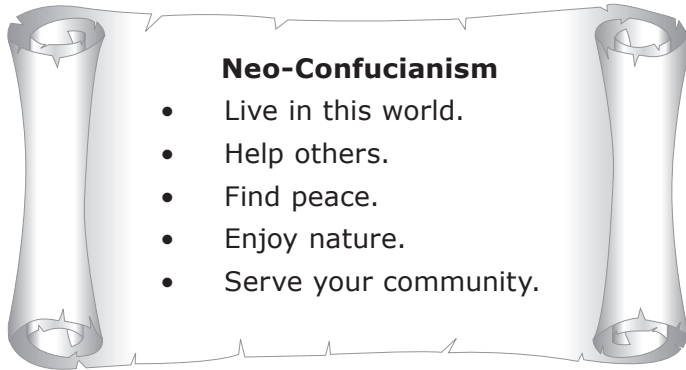 Neo-Confucianism
• Live in this world.
• Help others.
• Find peace.
• Enjoy nature.
• Serve your community.